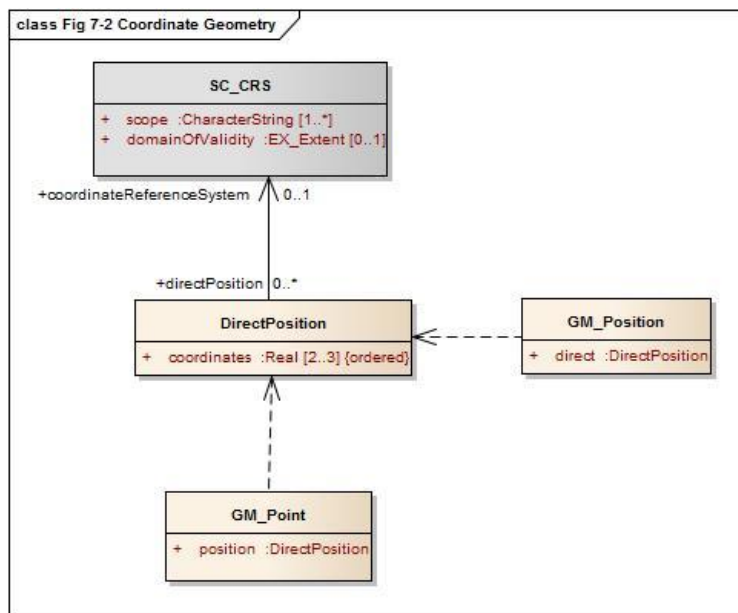 class Fig 7-2 Coordinate Geometry
SC_CRS
+ scope :CharacterString [1..*]
+ domainOfValidity :EX_Extent [0..1]
+coordinateReferenceSystem 0..1
+directPosition 0..*
DirectPosition
+ coordinates :Real [2..3] {ordered}
GM_Position
+ direct :DirectPosition
GM_Point
+ position :DirectPosition